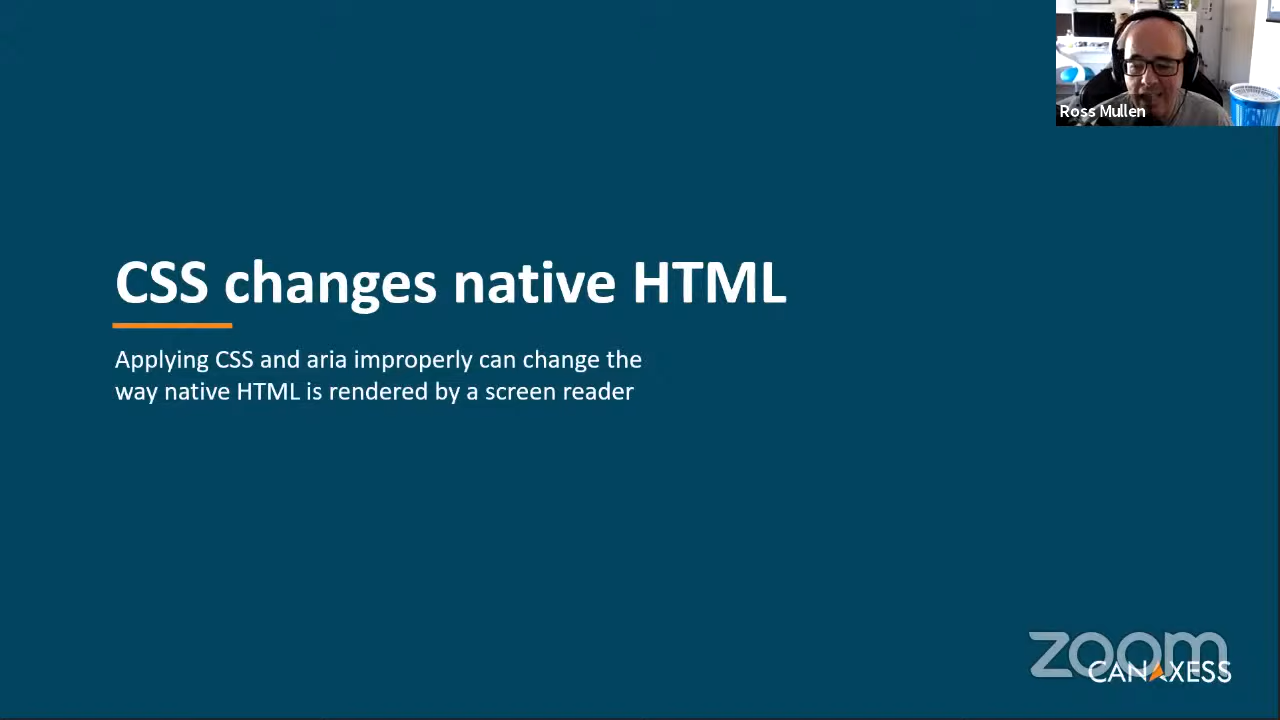 Ross Mullen
CSS changes native HTML
Applying CSS and aria improperly can change the
way native HTML is rendered by a screen reader
zoom
CANAXESS